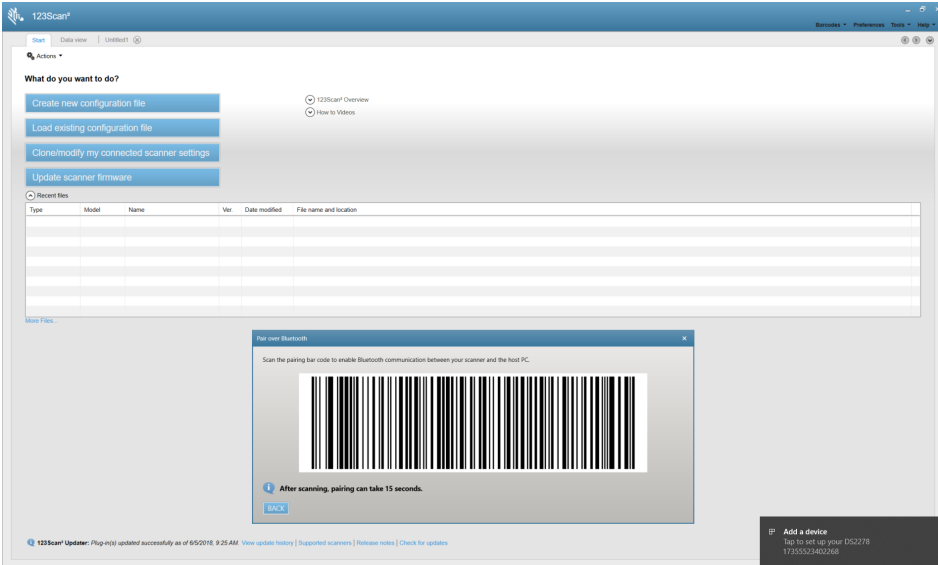 123Scan²
Barcodes Preferences Tools Help
Start Data view Untitled1
Actions
What do you want to do?
Create new configuration file
123Scan² Overview
How to Videos
Load existing configuration file
Clone/modify my connected scanner settings
Update scanner firmware
Recent files
Type Model Name Ver. Date modified File name and location
More Files...
Pair over Bluetooth
Scan the pairing bar code to enable Bluetooth communication between your scanner and the host PC.
After scanning, pairing can take 15 seconds.
BACK
Add a device
Tap to set up your DS2278
17355523402268
123Scan² Updater: Plug-in(s) updated successfully as of 6/5/2018, 9:25 AM. View update history | Supported scanners | Release notes | Check for updates